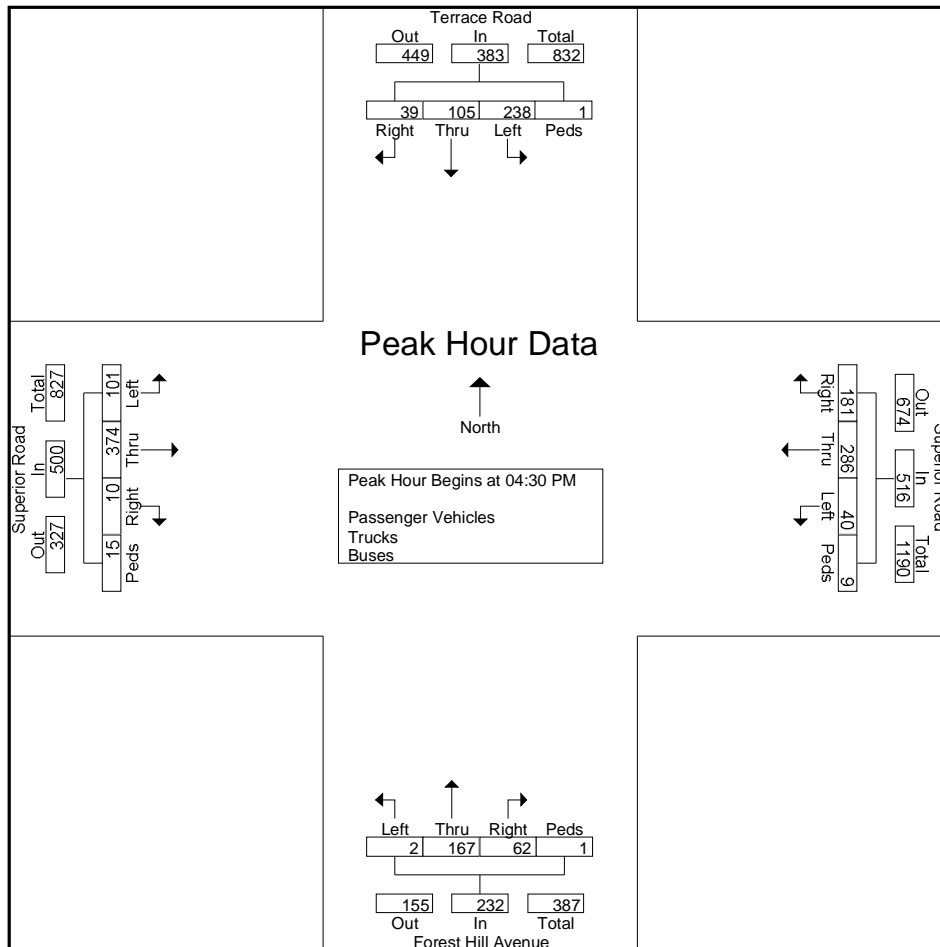 Terrace Road
Out In Total
449 383 832
39 105 238 1
Right Thru Left Peds
Peak Hour Data
North
Peak Hour Begins at 04:30 PM
Passenger Vehicles
Trucks
Buses
Superior Road
Out In Total
327 500 827
Left Thru Right Peds
101 374 10 15
Superior Road
Out In Total
674 516 1190
Right Thru Left Peds
181 286 40 9
Left Thru Right Peds
2 167 62 1
155 232 387
Out In Total
Forest Hill Avenue